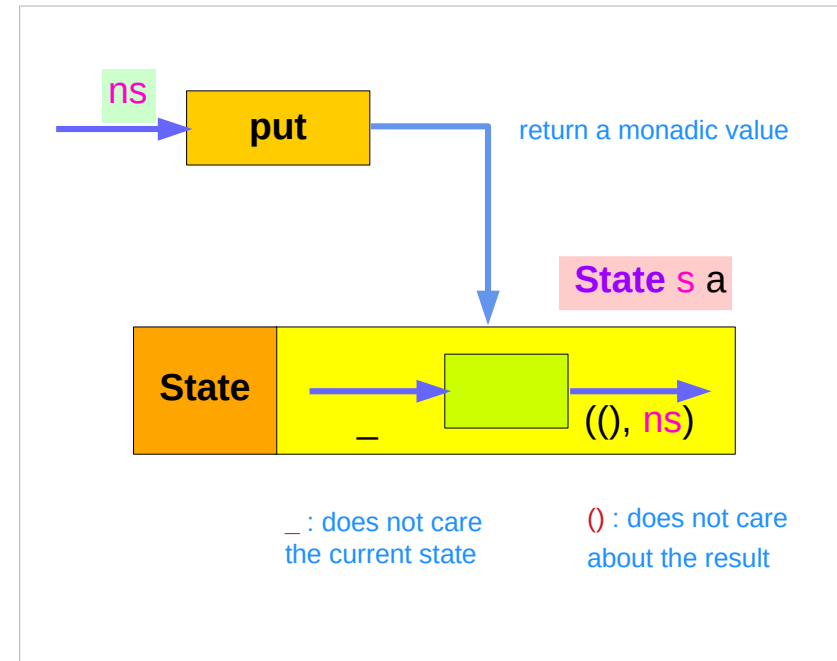 ns
put
return a monadic value
State s a
State
_
((), ns)
_ : does not care
the current state
() : does not care
about the result